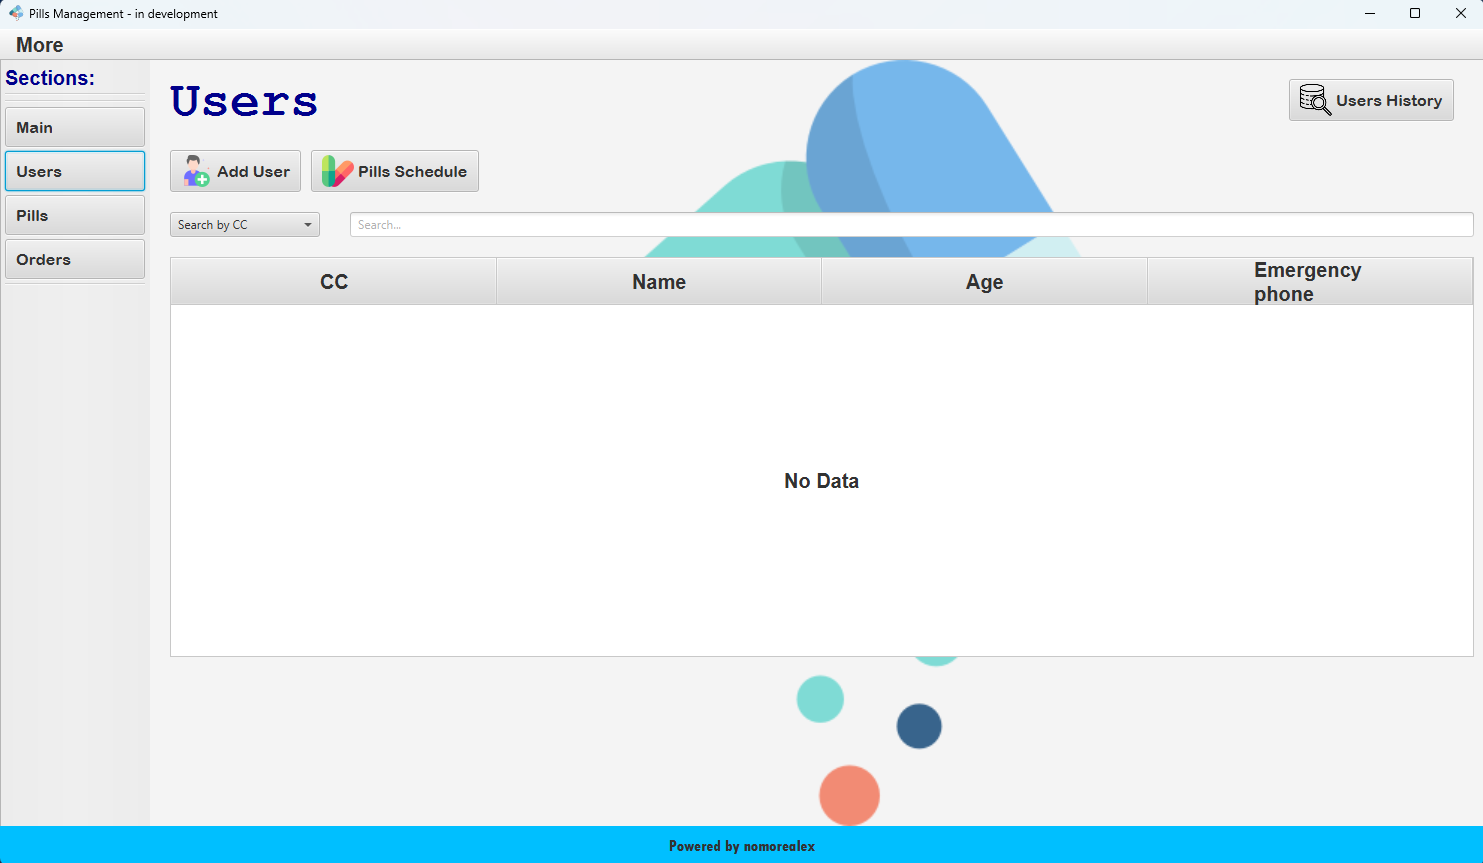 Pills Management - in development
More
Sections:
Main
Users
Pills
Orders
Users
Users History
Add User
Pills Schedule
Search by CC
Search...
CC
Name
Age
Emergency
phone
No Data
Powered by nomorealex